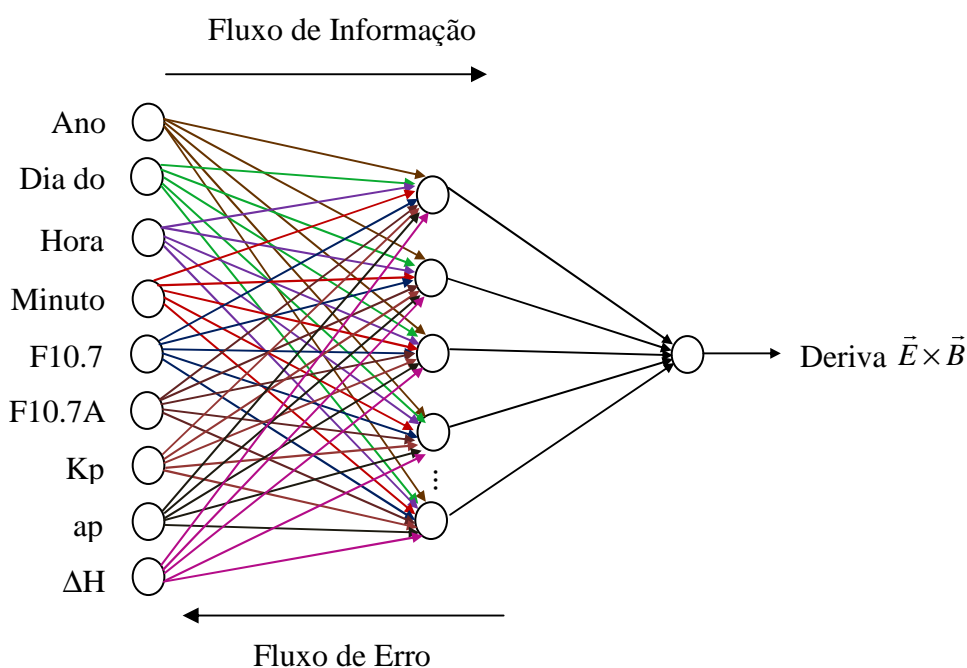 Fluxo de Informação
Ano
Dia do
Hora
Minuto
F10.7
F10.7A
Kp
ap
ΔH
...
Deriva E⃗ × B⃗
Fluxo de Erro